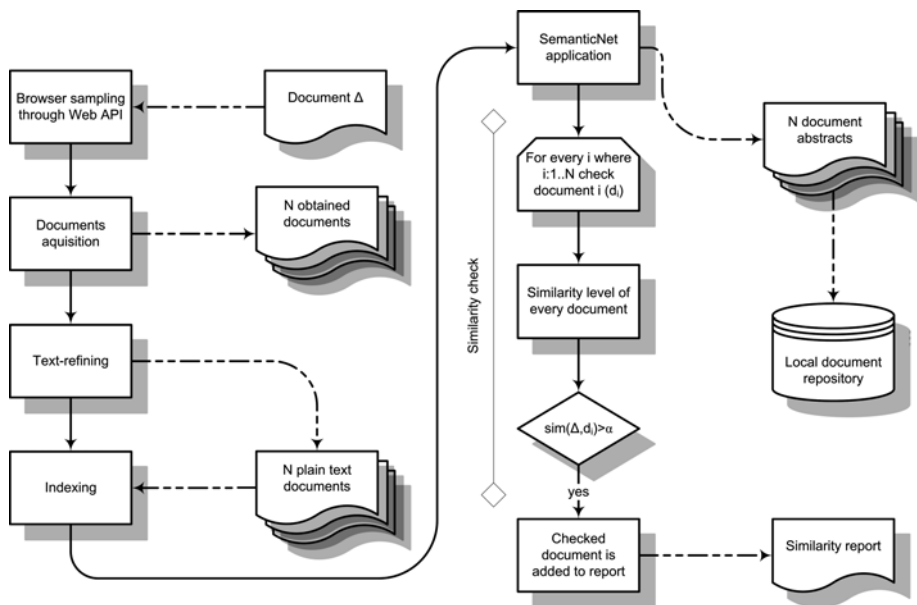 Browser sampling
through Web API
Document Δ
Documents
aquisition
N obtained
documents
Text-refining
Indexing
N plain text
documents
SemanticNet
application
Similarity check
For every i where
i:1..N check
document i (dᵢ)
Similarity level of
every document
sim(Δ,dᵢ)>α
yes
Checked
document is
added to report
N document
abstracts
Local document
repository
Similarity report